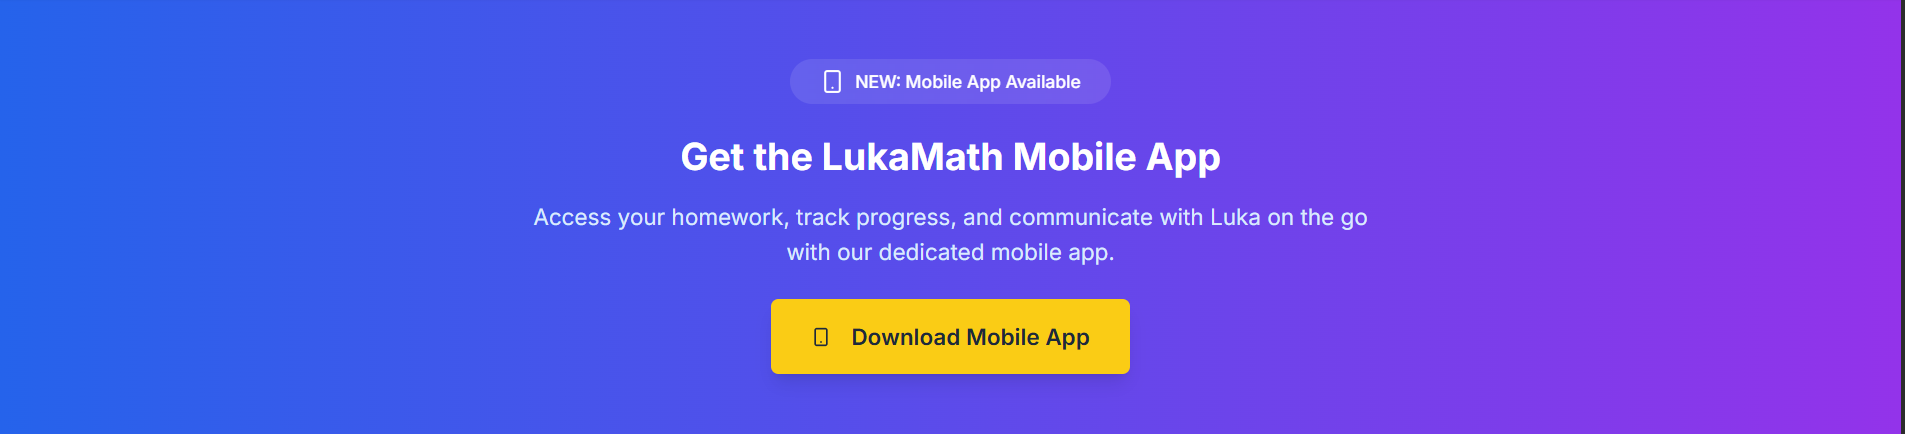 NEW: Mobile App Available
Get the LukaMath Mobile App
Access your homework, track progress, and communicate with Luka on the go
with our dedicated mobile app.
Download Mobile App